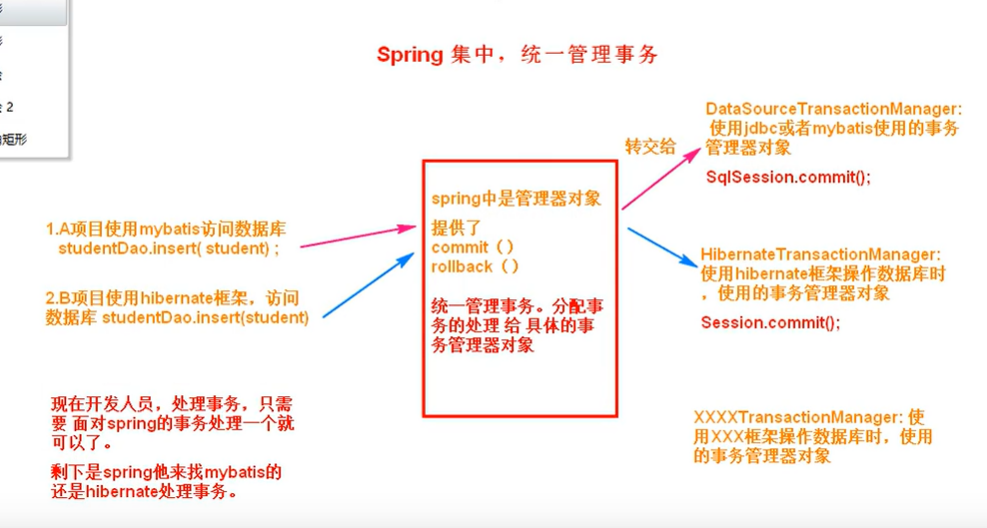 形
形
绘
绘 2
角矩形
Spring 集中，统一管理事务
1.A项目使用mybatis访问数据库
studentDao.insert( student) ;
2.B项目使用hibernate框架，访问
数据库 studentDao.insert(student)
现在开发人员，处理事务，只需
要 面对spring的事务处理一个就
可以了。
剩下是spring他来找mybatis的
还是hibernate处理事务。
spring中是管理器对象
提供了
commit（）
rollback（）
统一管理事务。分配事
务的处理 给 具体的事
务管理器对象
转交给
DataSourceTransactionManager:
使用jdbc或者mybatis使用的事务
管理器对象
SqlSession.commit();
HibernateTransactionManager:
使用hibernate框架操作数据库时
，使用的事务管理器对象
Session.commit();
XXXXTransactionManager: 使
用XXX框架操作数据库时，使用
的事务管理器对象